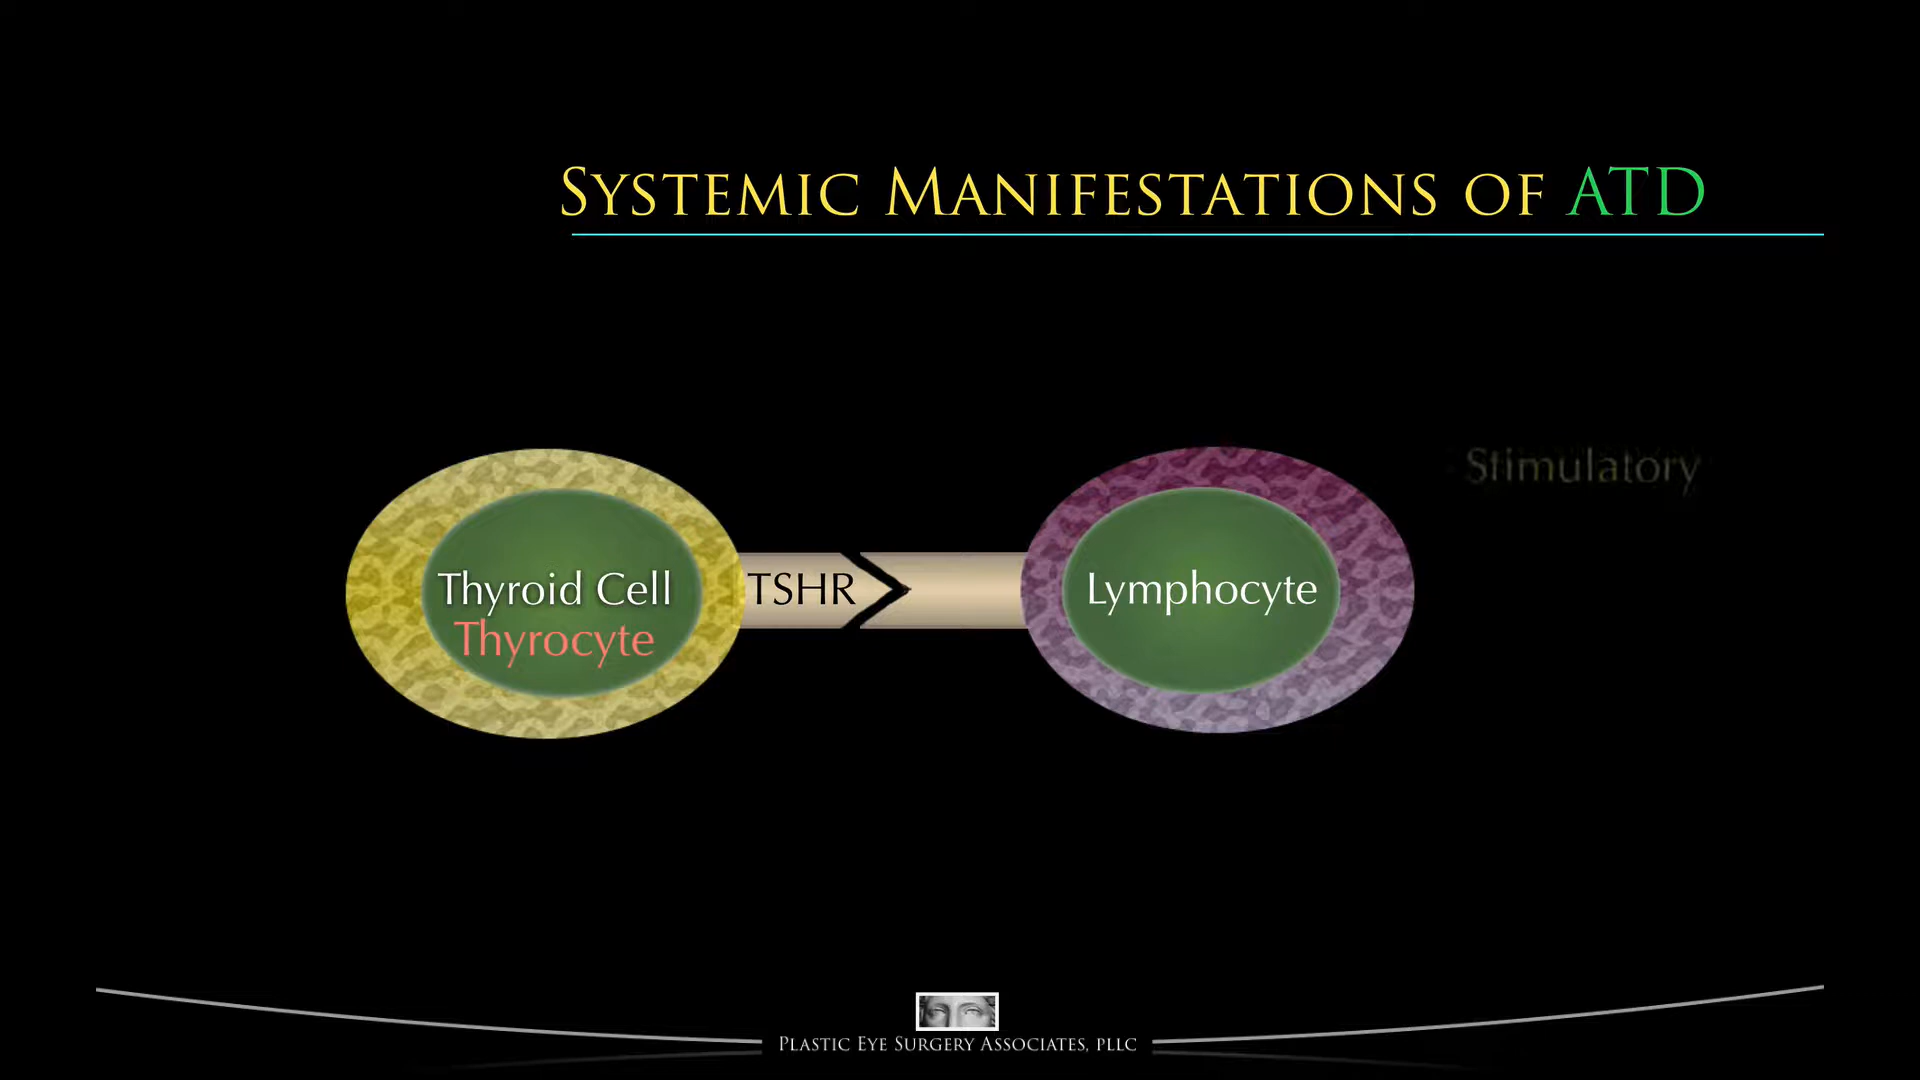 Systemic Manifestations of ATD
Stimulatory
Thyroid Cell
Thyrocyte
TSHR
Lymphocyte
Plastic Eye Surgery Associates, PLLC